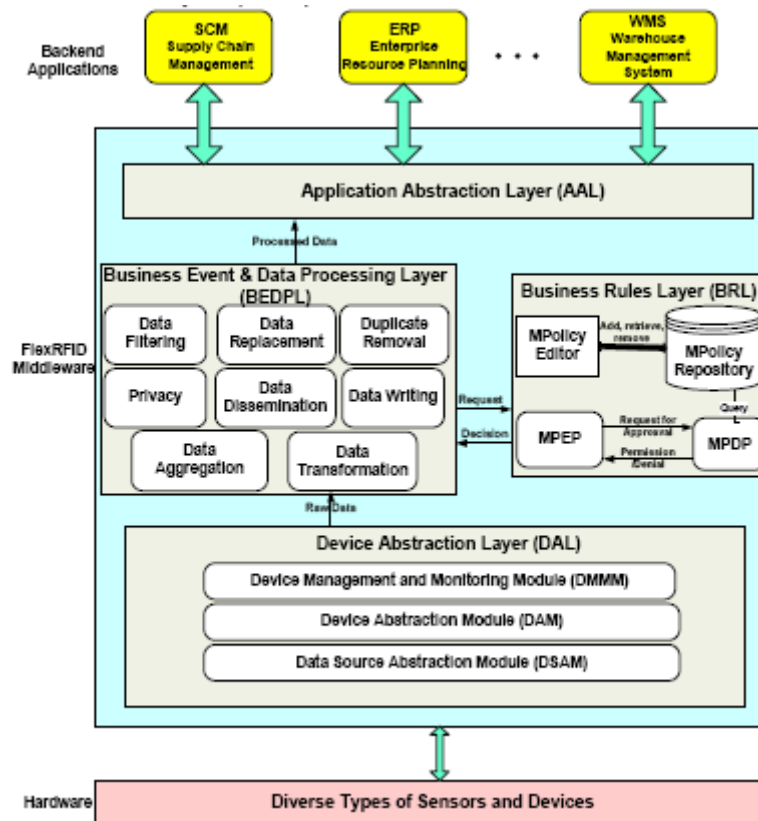 SCM
Supply Chain
Management
ERP
Enterprise
Resource Planning
WMS
Warehouse
Management
System
Backend
Applications
. . .
Application Abstraction Layer (AAL)
Processed Data
Business Event & Data Processing Layer
(BEDPL)
Data
Filtering
Data
Replacement
Duplicate
Removal
Privacy
Data
Dissemination
Data Writing
Data
Aggregation
Data
Transformation
FlexRFID
Middleware
Request
Decision
Business Rules Layer (BRL)
MPolicy
Editor
Add, retrieve,
remove
MPolicy
Repository
Query
MPEP
Request for
Approval
Permission
/Denial
MPDP
Raw Data
Device Abstraction Layer (DAL)
Device Management and Monitoring Module (DMMM)
Device Abstraction Module (DAM)
Data Source Abstraction Module (DSAM)
Hardware
Diverse Types of Sensors and Devices